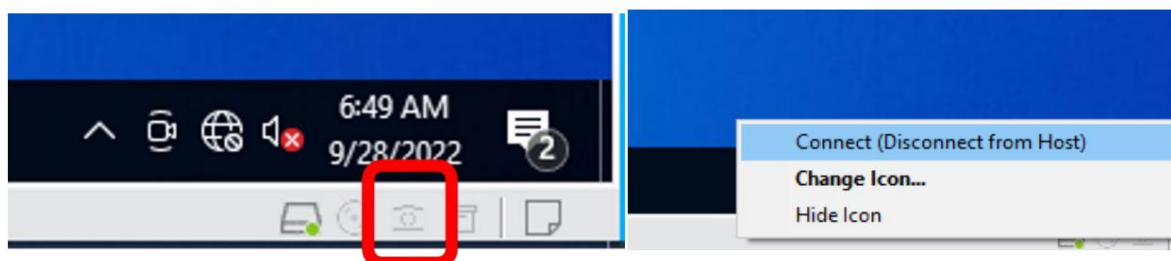 6:49 AM
9/28/2022
2
Connect (Disconnect from Host)
Change Icon...
Hide Icon